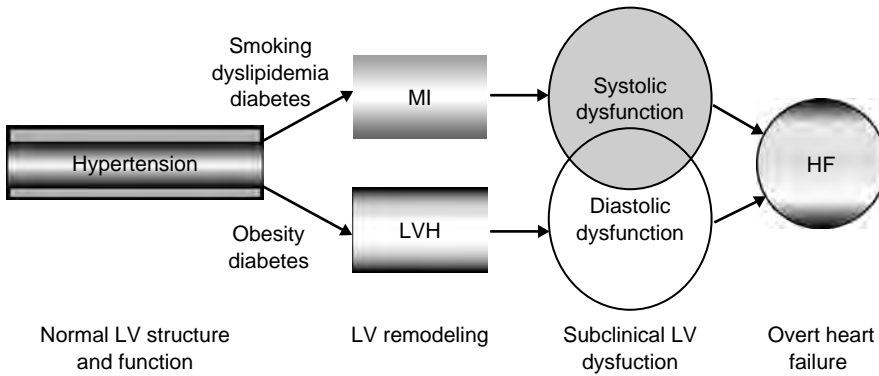 Smoking
dyslipidemia
diabetes
MI
Systolic
dysfunction
Hypertension
HF
Obesity
diabetes
LVH
Diastolic
dysfunction
Normal LV structure
and function
LV remodeling
Subclinical LV
dysfuction
Overt heart
failure